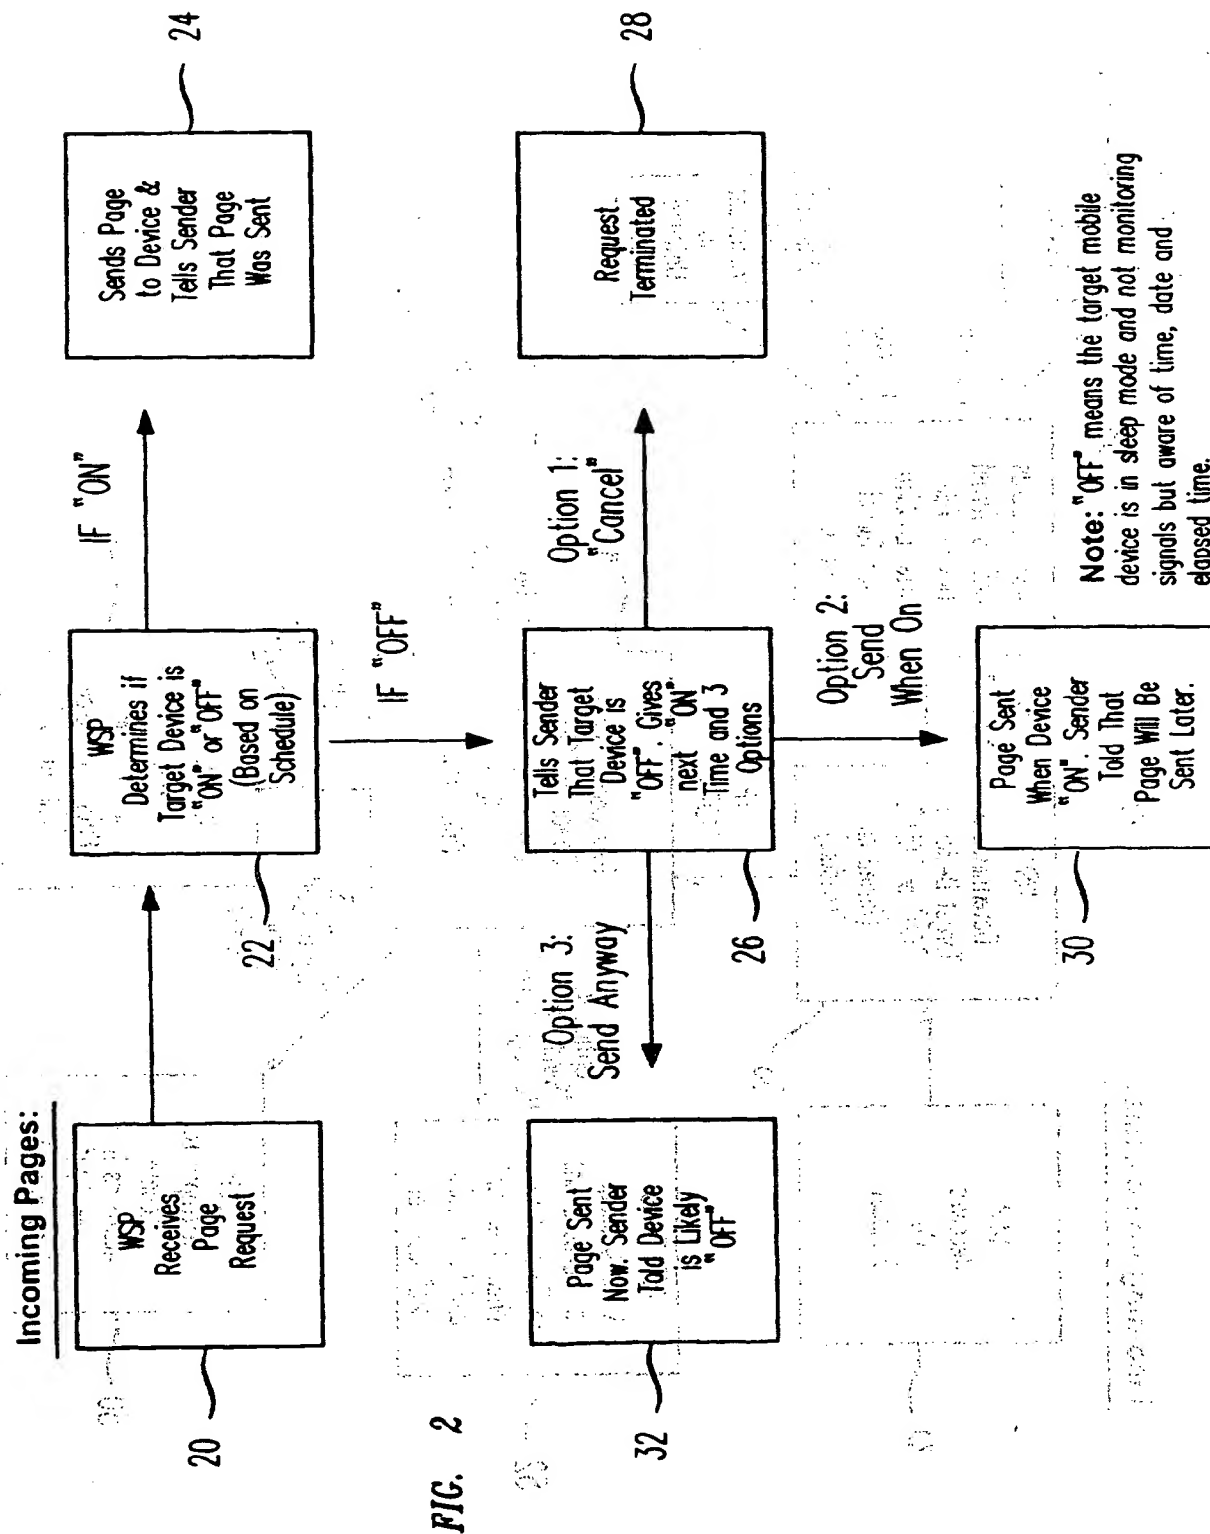 Incoming Pages:
WSP
Receives
Page
Request
20
WSP
Determines if
Target Device is
"ON" or "OFF"
(Based on
Schedule)
22
IF "ON"
Sends Page
to Device &
Tells Sender
That Page
Was Sent
24
IF "OFF"
Tells Sender
That Target
Device is
"OFF". Gives
next "ON"
Time and 3
Options
26
Option 1:
"Cancel"
Request
Terminated
28
Option 2:
Send
When On
Page Sent
When Device
"ON". Sender
Told That
Page Will Be
Sent Later.
30
Option 3:
Send Anyway
Page Sent
Now. Sender
Told Device
is Likely
"OFF"
32
Note: "OFF" means the target mobile
device is in sleep mode and not monitoring
signals but aware of time, date and
elapsed time.
FIG. 2